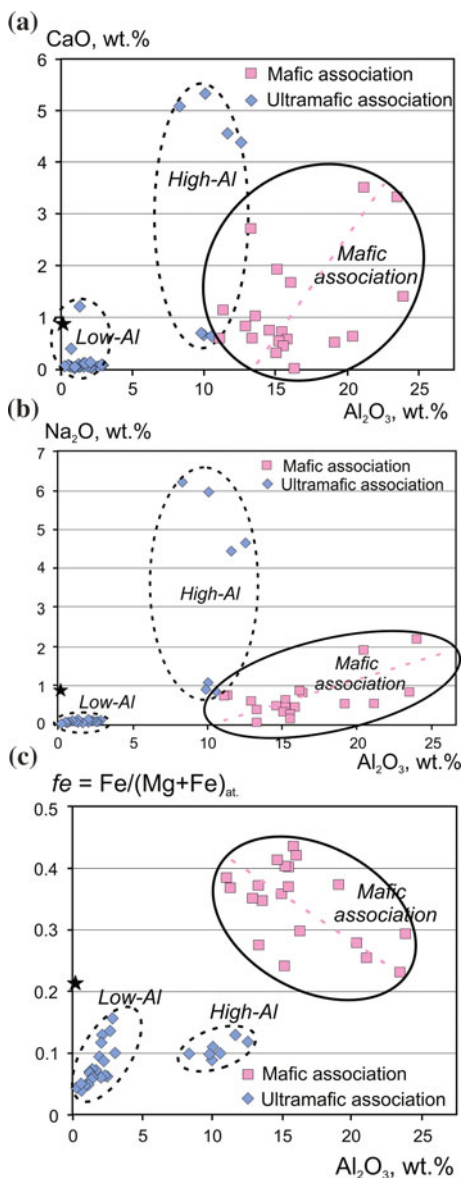 (a)
CaO, wt.%
6
Mafic association
Ultramafic association
5
4
High-Al
3
2
Mafic
association
1
Low-Al
0
0 5 10 15 20 25
Al₂O₃, wt.%
(b)
Na₂O, wt.%
7
Mafic association
Ultramafic association
6
5
4
High-Al
3
2
Mafic
association
1
Low-Al
0
0 5 10 15 20 25
Al₂O₃, wt.%
(c)
fe = Fe/(Mg+Fe)at.
0.5
0.4
Mafic
association
0.3
0.2
Low-Al
High-Al
0.1
Mafic association
Ultramafic association
0
0 5 10 15 20 25
Al₂O₃, wt.%